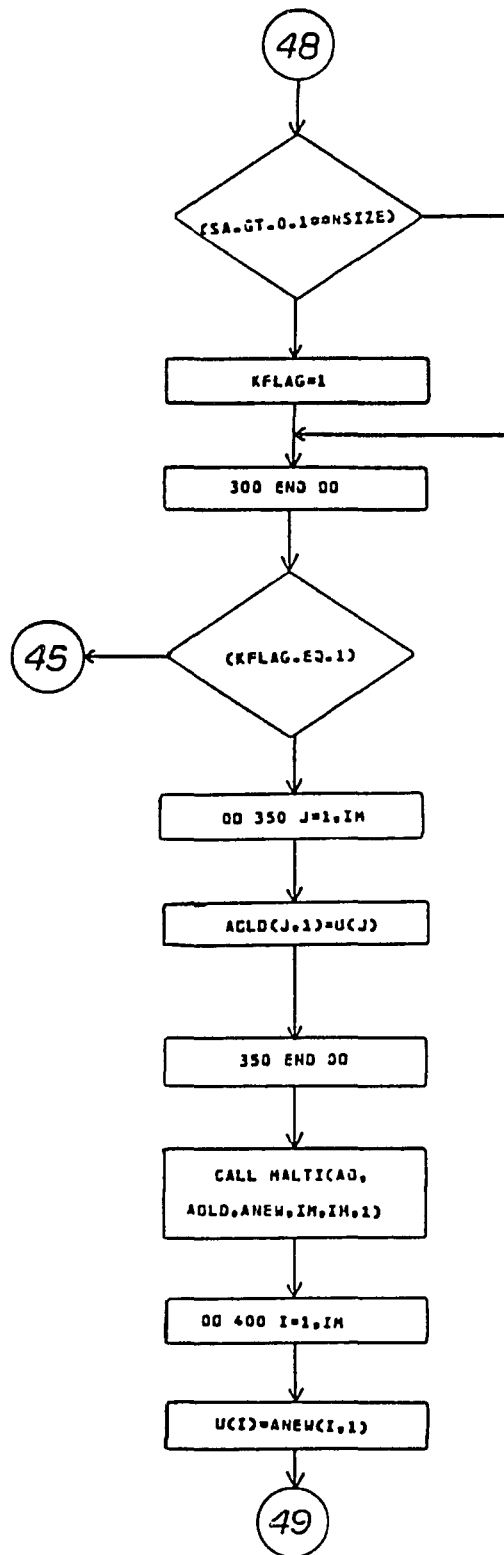 48
(SA.GT.0.1**NSIZE)
KFLAG=1
300 END DO
45
(KFLAG.EQ.1)
DO 350 J=1,IM
AOLD(J,1)=U(J)
350 END DO
CALL MALTI(AO,
AOLD,ANEW,IM,IM,1)
DO 400 I=1,IM
U(I)=ANEW(I,1)
49